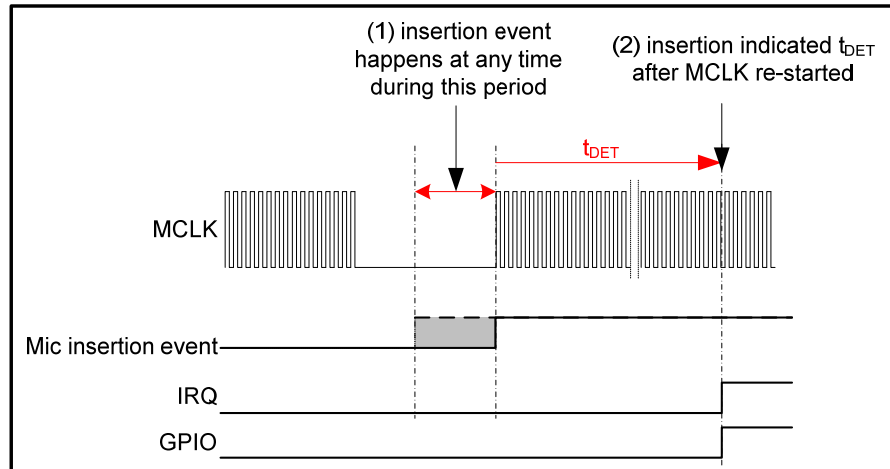 (1) insertion event
happens at any time
during this period
(2) insertion indicated tDET
after MCLK re-started
tDET
MCLK
Mic insertion event
IRQ
GPIO